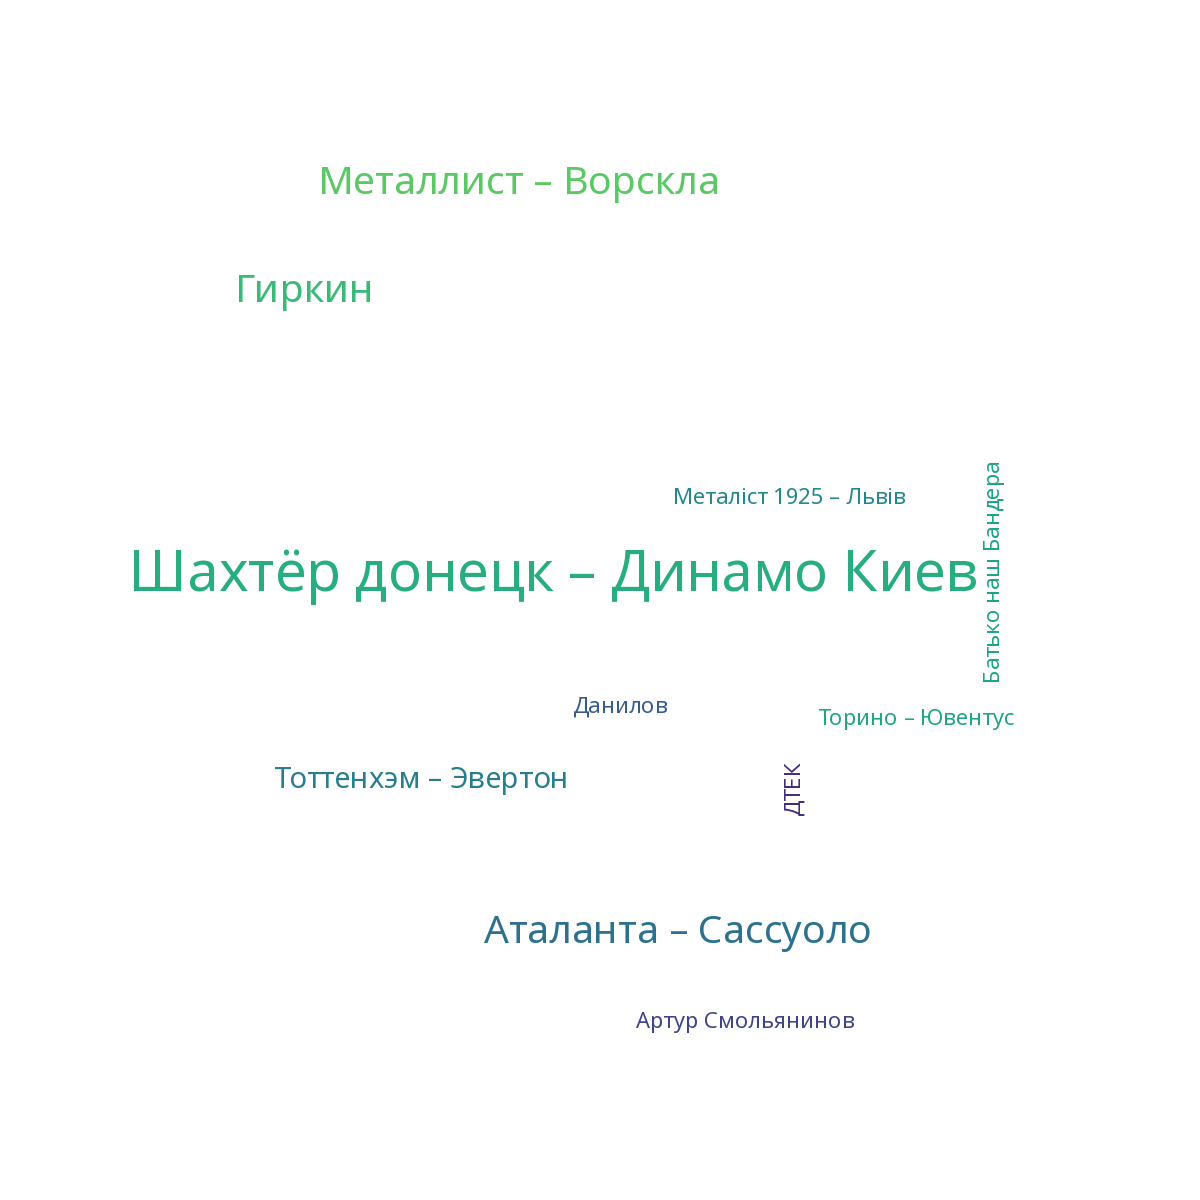 Металлист – Ворскла
Гиркин
Металіст 1925 – Львів
Батько наш Бандера
Шахтёр донецк – Динамо Киев
Данилов
Торино – Ювентус
Тоттенхэм – Эвертон
ДТЕК
Аталанта – Сассуоло
Артур Смольянинов